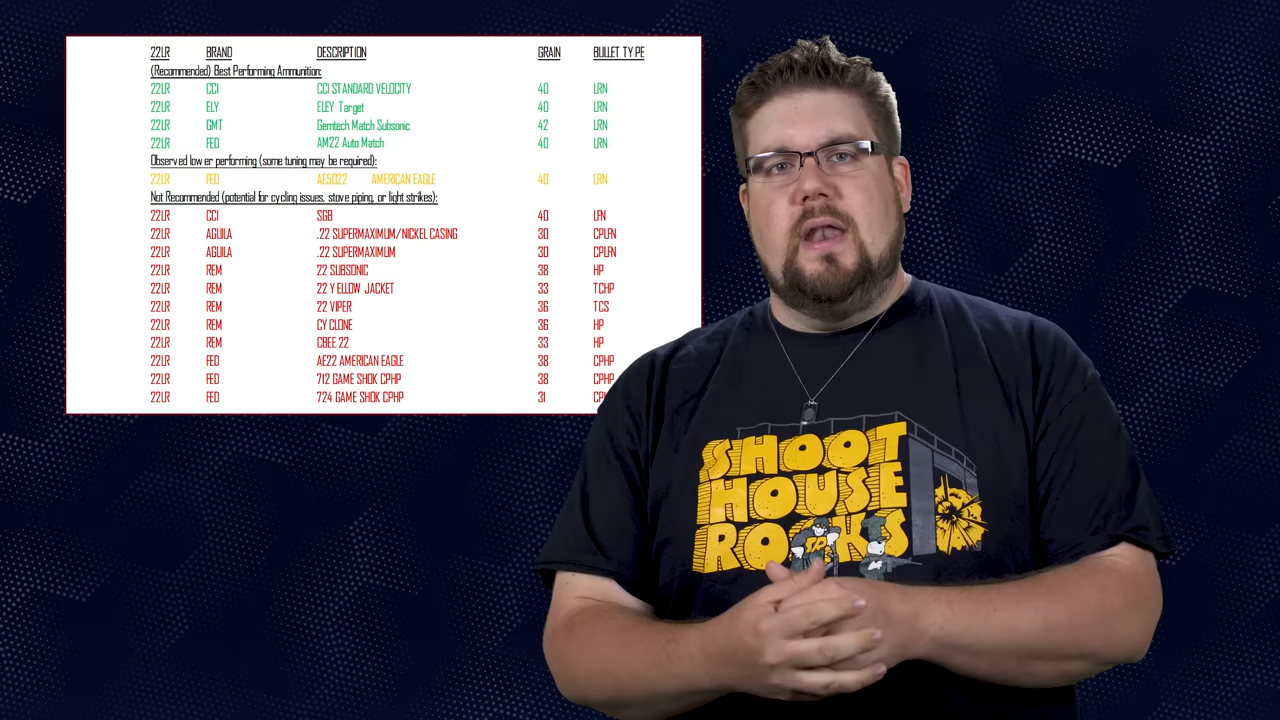 22LR BRAND DESCRIPTION GRAIN BULLET TYPE
(Recommended) Best Performing Ammunition:
22LR CCI CCI STANDARD VELOCITY 40 LRN
22LR ELY ELEY Target 40 LRN
22LR GMT Gemtech Match Subsonic 42 LRN
22LR FED AM22 Auto Match 40 LRN
Observed lower performing (some tuning may be required):
22LR FED AE5022 AMERICAN EAGLE 40 LRN
Not Recommended (potential for cycling issues, stove piping, or light strikes):
22LR CCI SGB 40 LFN
22LR AGUILA .22 SUPERMAXIMUM/NICKEL CASING 30 CPLFN
22LR AGUILA .22 SUPERMAXIMUM 30 CPLFN
22LR REM 22 SUBSONIC 38 HP
22LR REM 22 YELLOW JACKET 33 TCHP
22LR REM 22 VIPER 36 TCS
22LR REM CYCLONE 36 HP
22LR REM CBEE 22 33 HP
22LR FED AE22 AMERICAN EAGLE 38 CPHP
22LR FED 712 GAME SHOK CPHP 38 CPHP
22LR FED 724 GAME SHOK CPHP 31
SHOOT
HOUSE
ROCKS